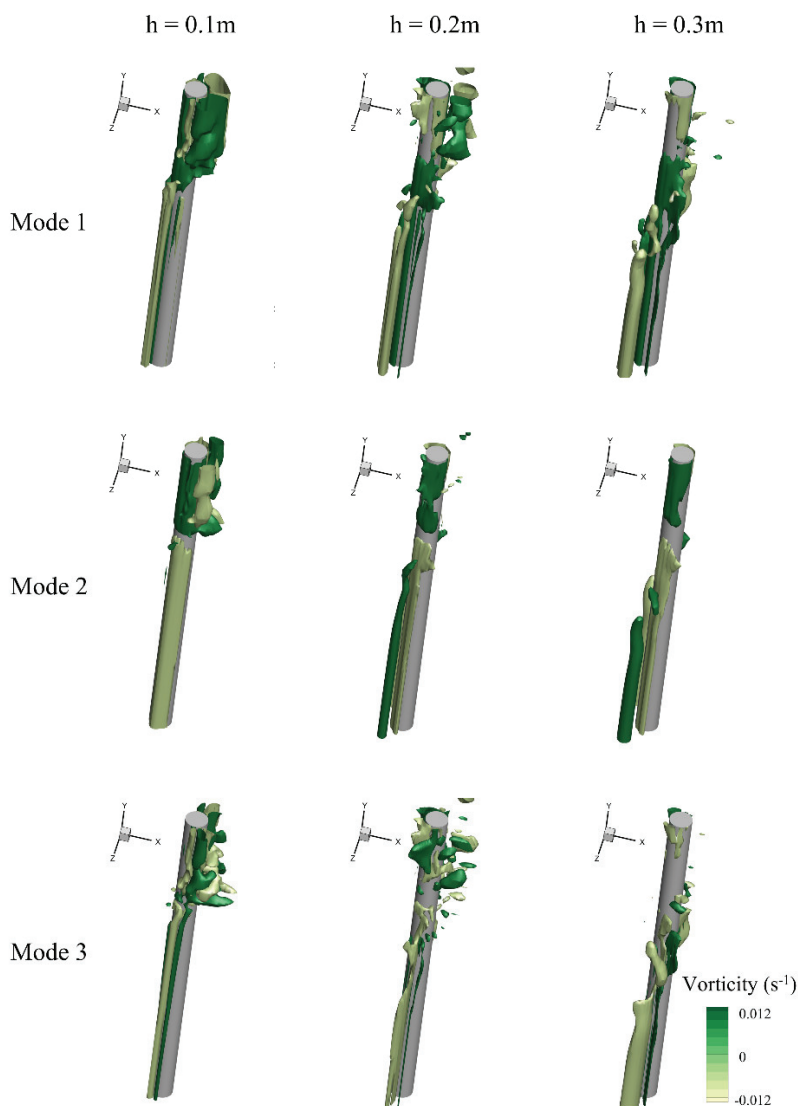 h = 0.1m h = 0.2m h = 0.3m
Y Y Y
X X X
Z Z Z
Mode 1
Y Y Y
X X X
Z Z Z
Mode 2
Y Y Y
X X X
Z Z Z
Mode 3
Vorticity (s⁻¹)
0.012
0
-0.012